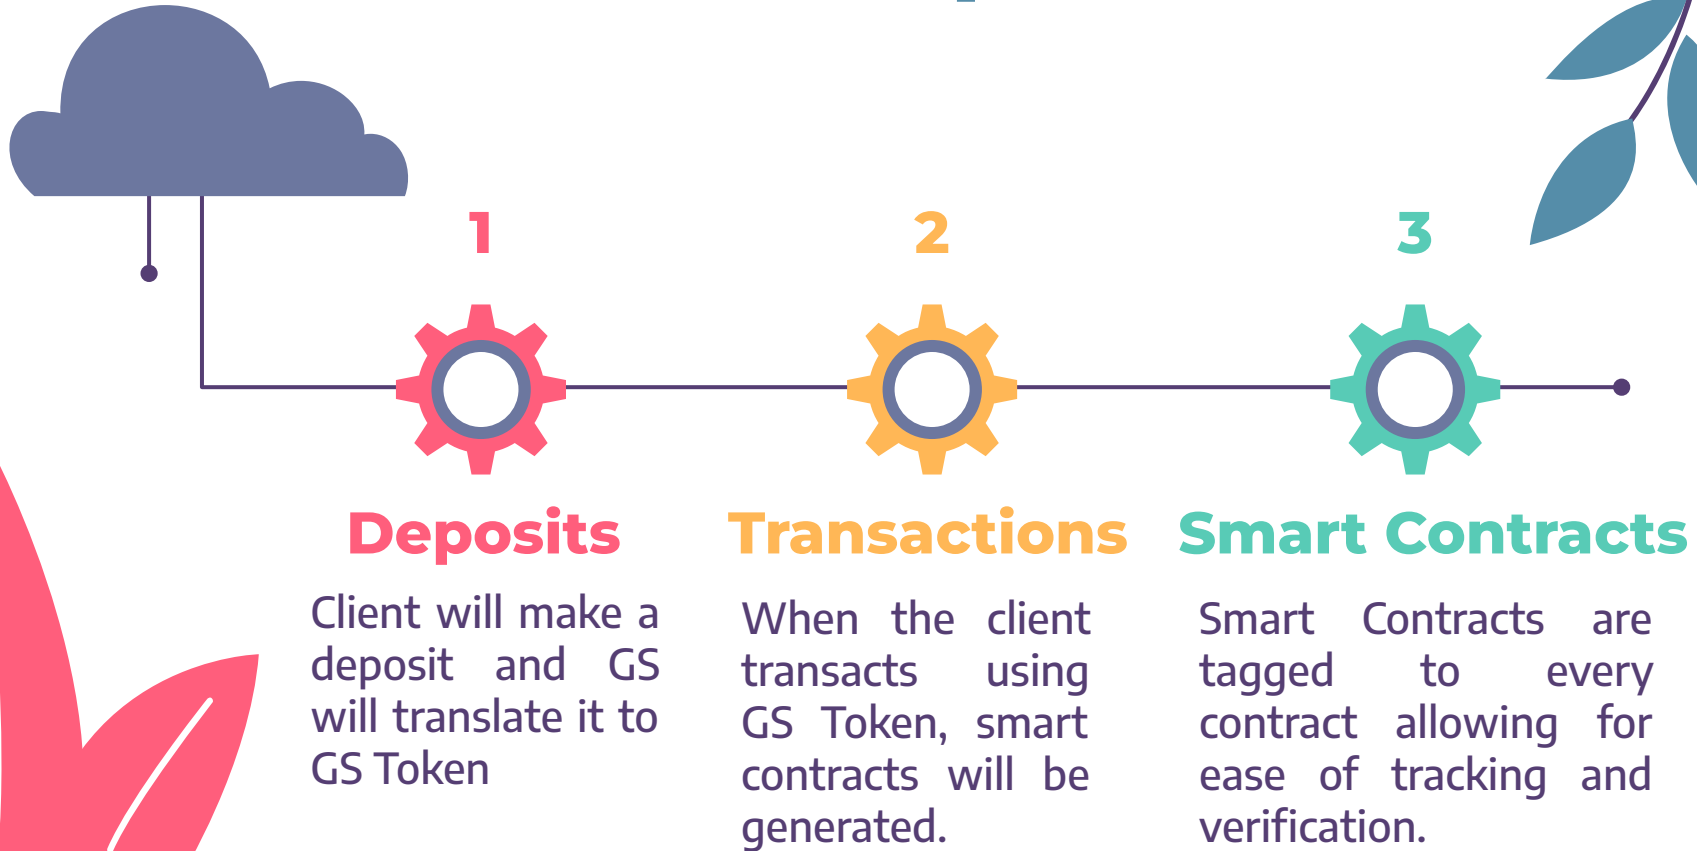 1
2
3
Deposits
Transactions
Smart Contracts
Client will make a
deposit and GS
will translate it to
GS Token
When the client
transacts using
GS Token, smart
contracts will be
generated.
Smart Contracts are
tagged to every
contract allowing for
ease of tracking and
verification.